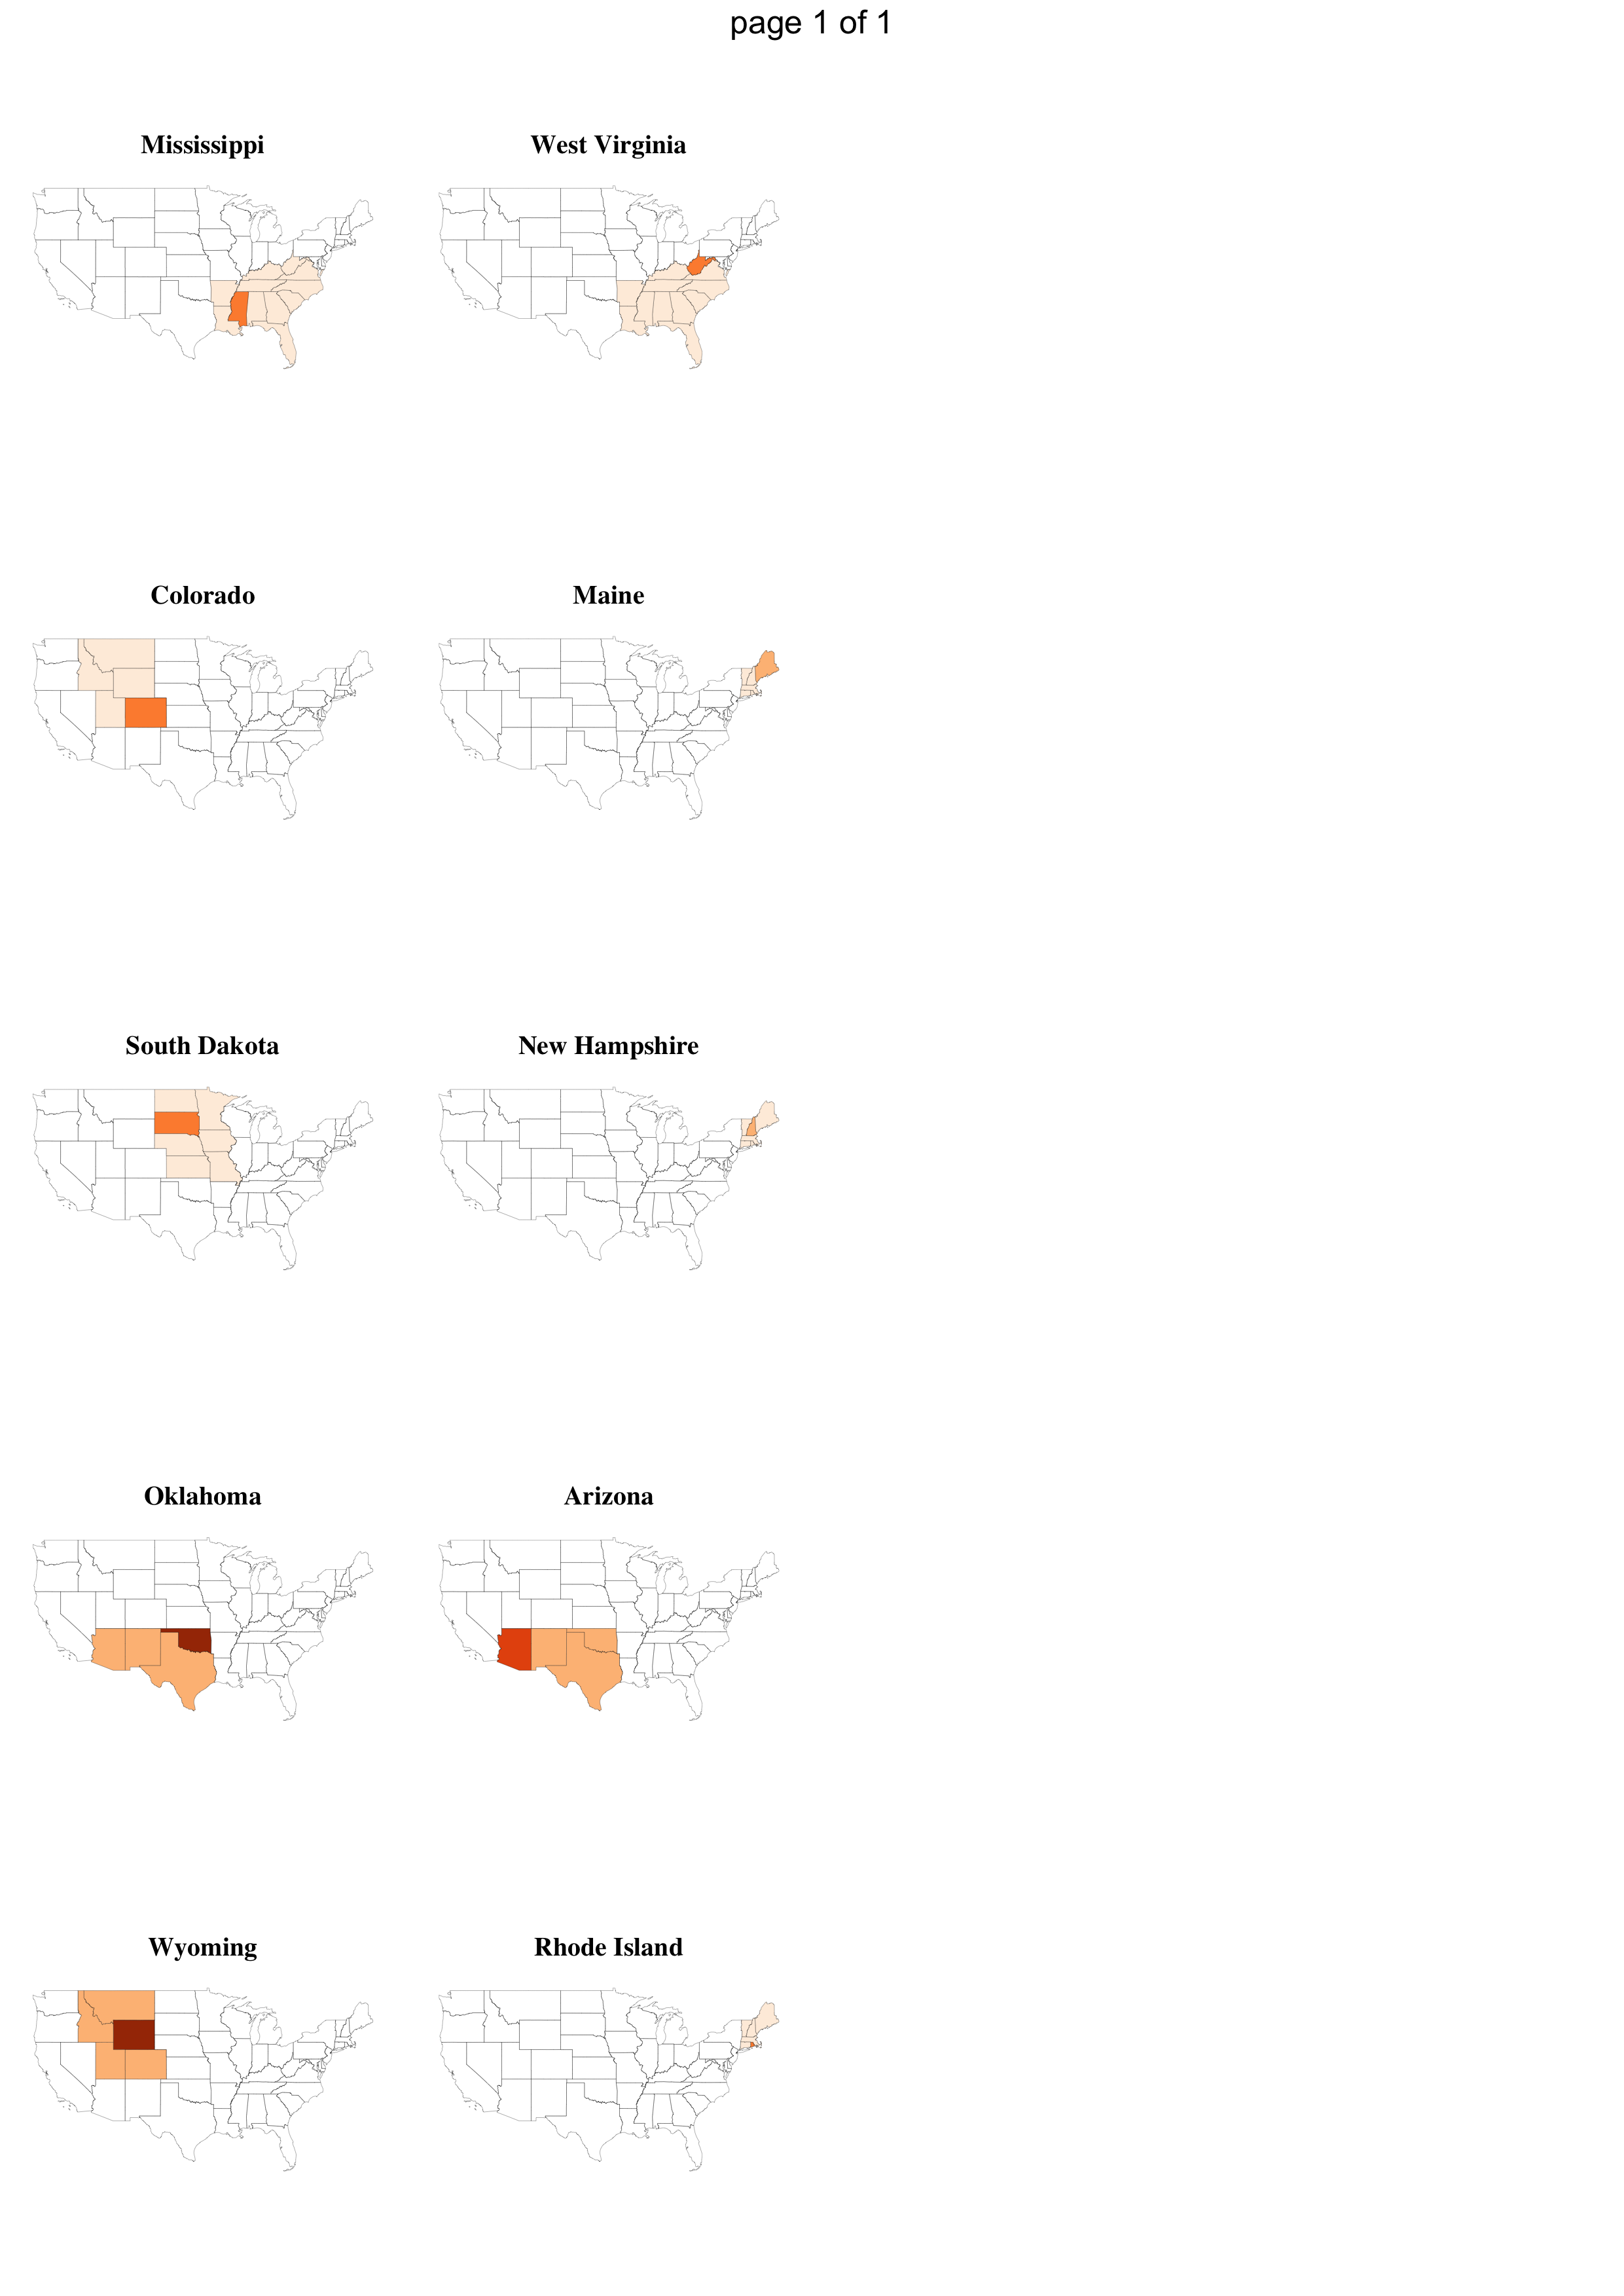 page 1 of 1
Mississippi
West Virginia
Colorado
Maine
South Dakota
New Hampshire
Oklahoma
Arizona
Wyoming
Rhode Island